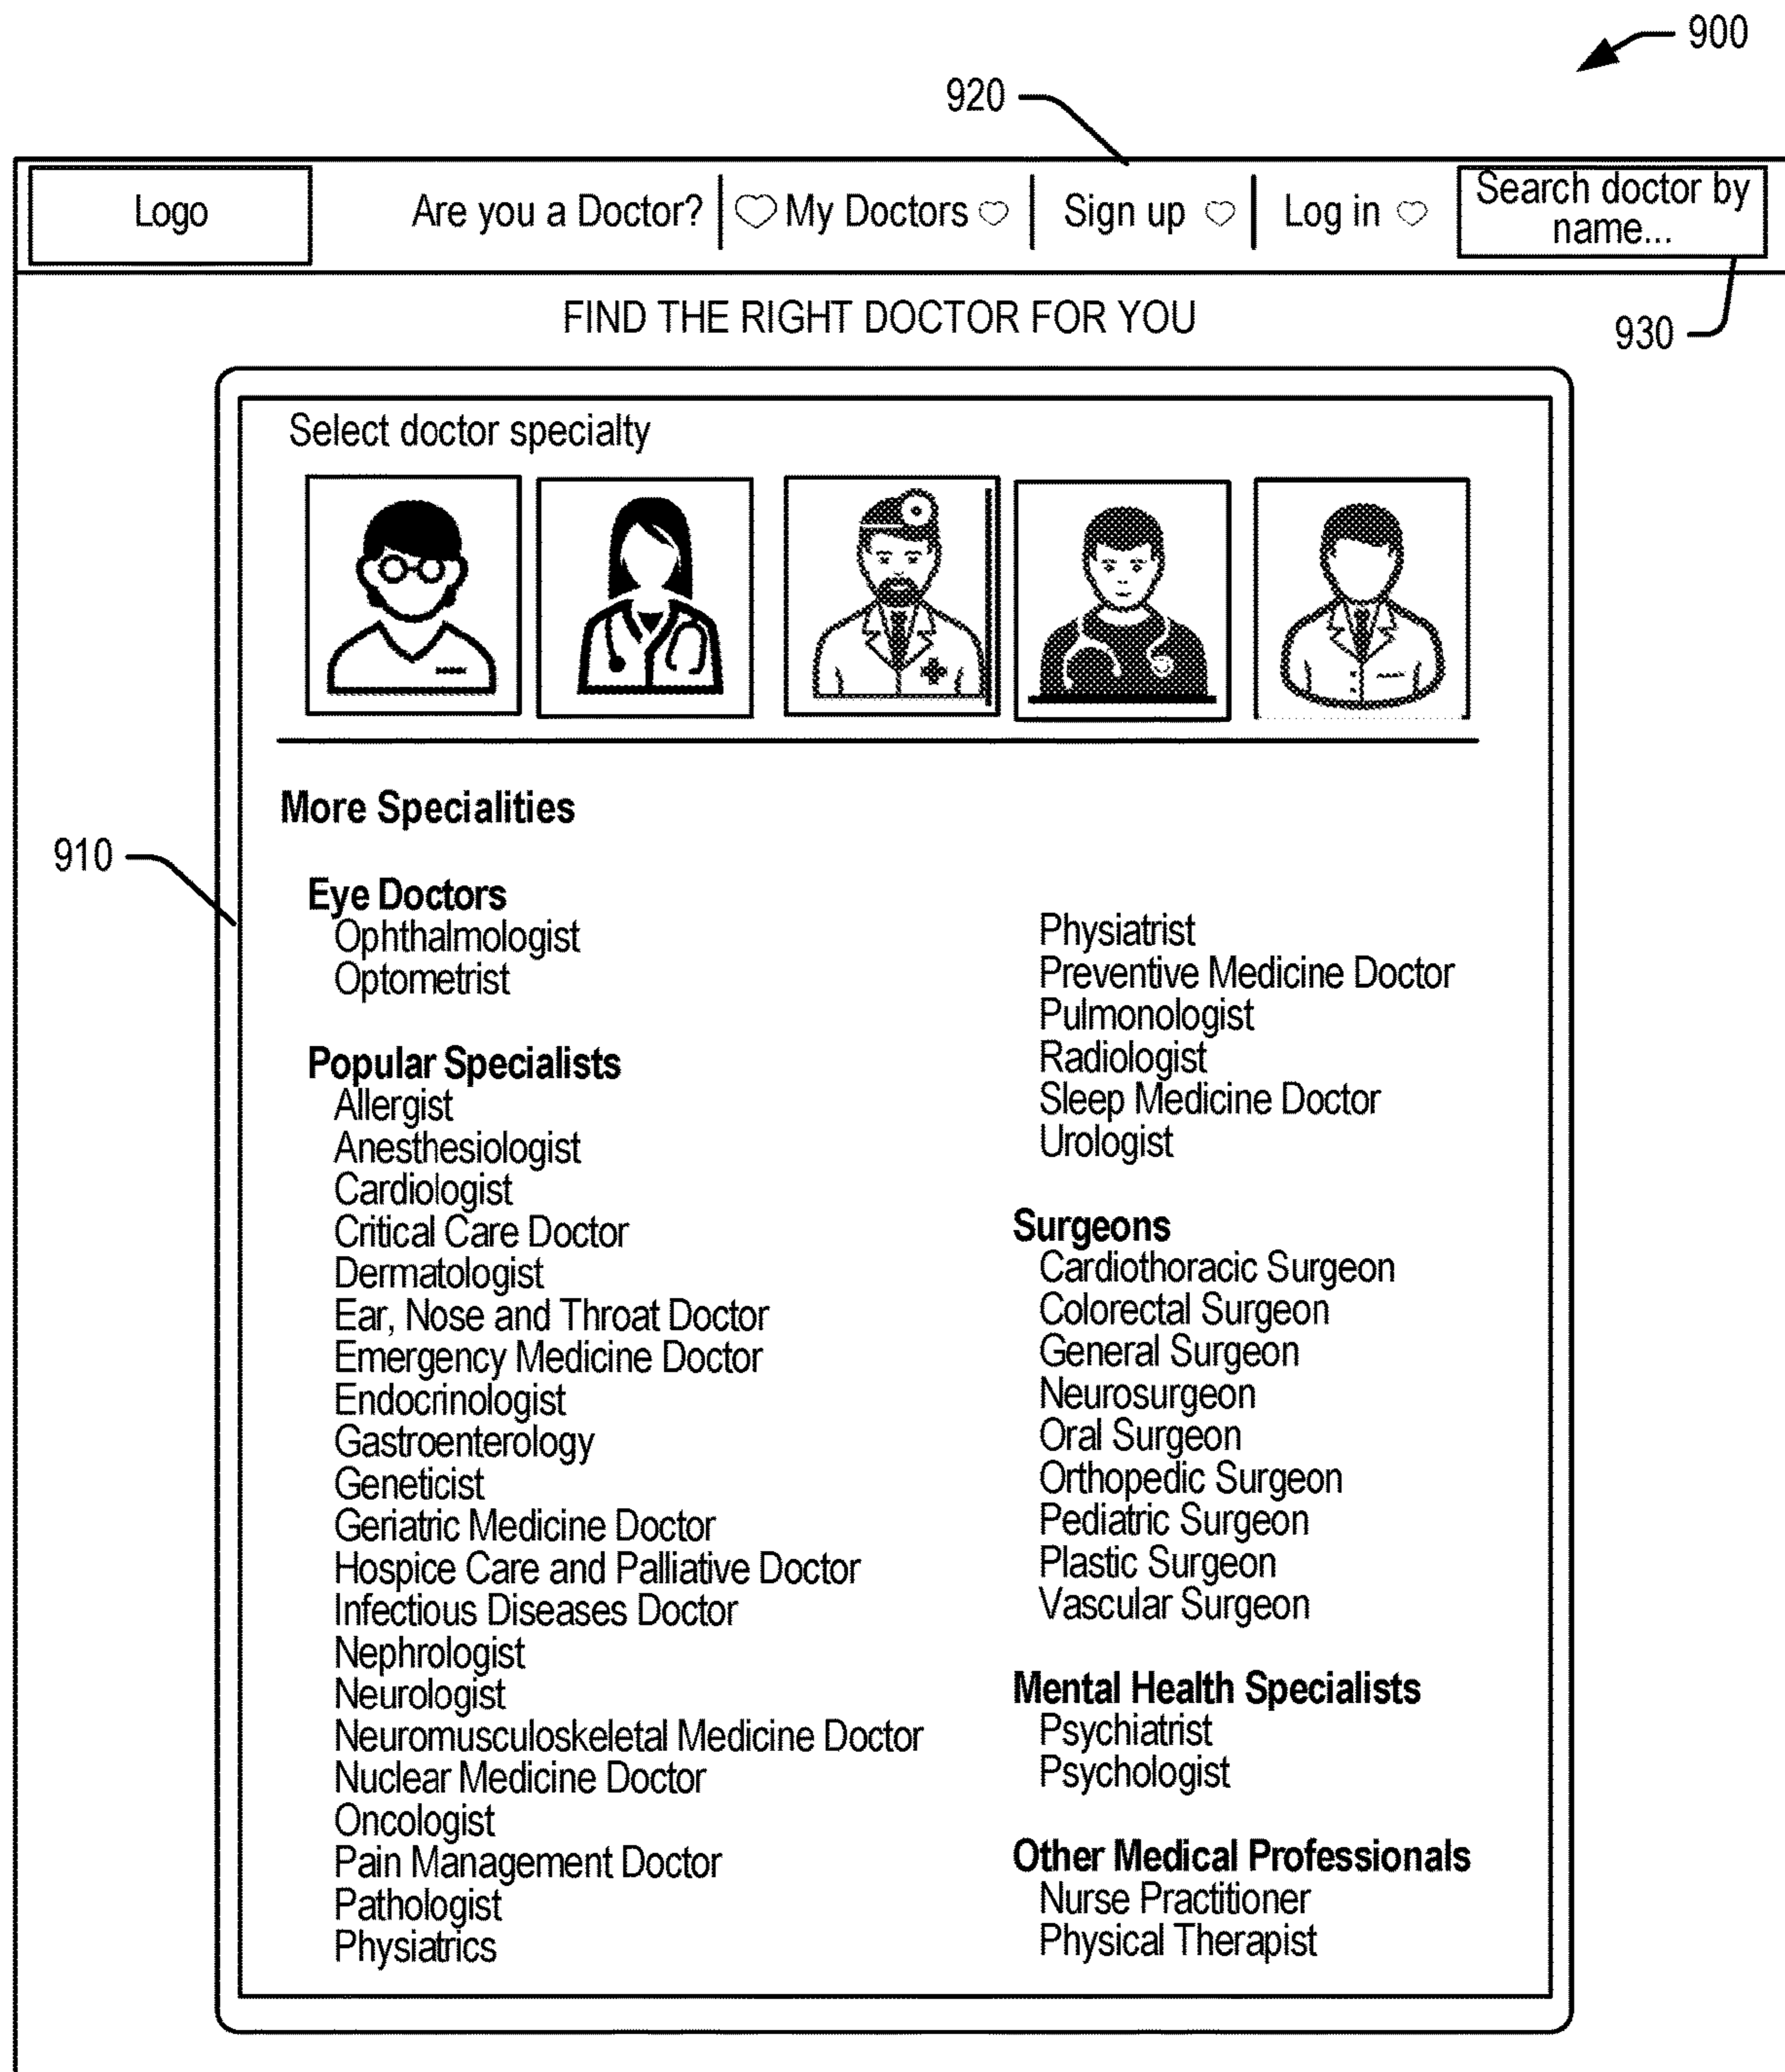 900
920
Logo
Are you a Doctor?
My Doctors
Sign up
Log in
Search doctor by
name...
930
FIND THE RIGHT DOCTOR FOR YOU
Select doctor specialty
More Specialities
910
Eye Doctors
Ophthalmologist
Optometrist
Popular Specialists
Allergist
Anesthesiologist
Cardiologist
Critical Care Doctor
Dermatologist
Ear, Nose and Throat Doctor
Emergency Medicine Doctor
Endocrinologist
Gastroenterology
Geneticist
Geriatric Medicine Doctor
Hospice Care and Palliative Doctor
Infectious Diseases Doctor
Nephrologist
Neurologist
Neuromusculoskeletal Medicine Doctor
Nuclear Medicine Doctor
Oncologist
Pain Management Doctor
Pathologist
Physiatrics
Physiatrist
Preventive Medicine Doctor
Pulmonologist
Radiologist
Sleep Medicine Doctor
Urologist
Surgeons
Cardiothoracic Surgeon
Colorectal Surgeon
General Surgeon
Neurosurgeon
Oral Surgeon
Orthopedic Surgeon
Pediatric Surgeon
Plastic Surgeon
Vascular Surgeon
Mental Health Specialists
Psychiatrist
Psychologist
Other Medical Professionals
Nurse Practitioner
Physical Therapist